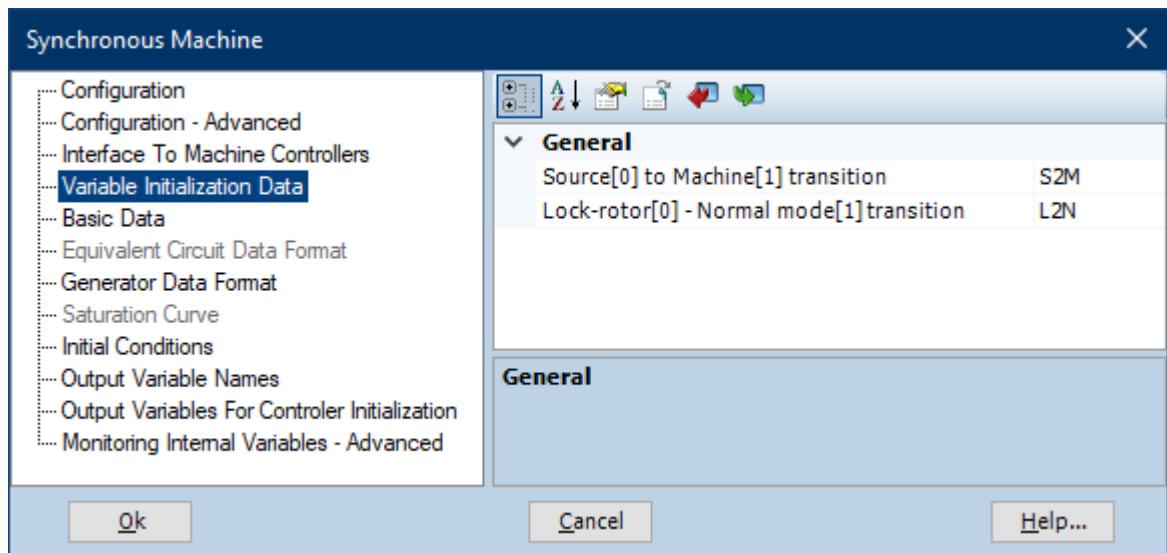 Synchronous Machine
Configuration
Configuration - Advanced
Interface To Machine Controllers
Variable Initialization Data
Basic Data
Equivalent Circuit Data Format
Generator Data Format
Saturation Curve
Initial Conditions
Output Variable Names
Output Variables For Controler Initialization
Monitoring Internal Variables - Advanced
General
Source[0] to Machine[1] transition S2M
Lock-rotor[0] - Normal mode[1] transition L2N
General
Ok Cancel Help...